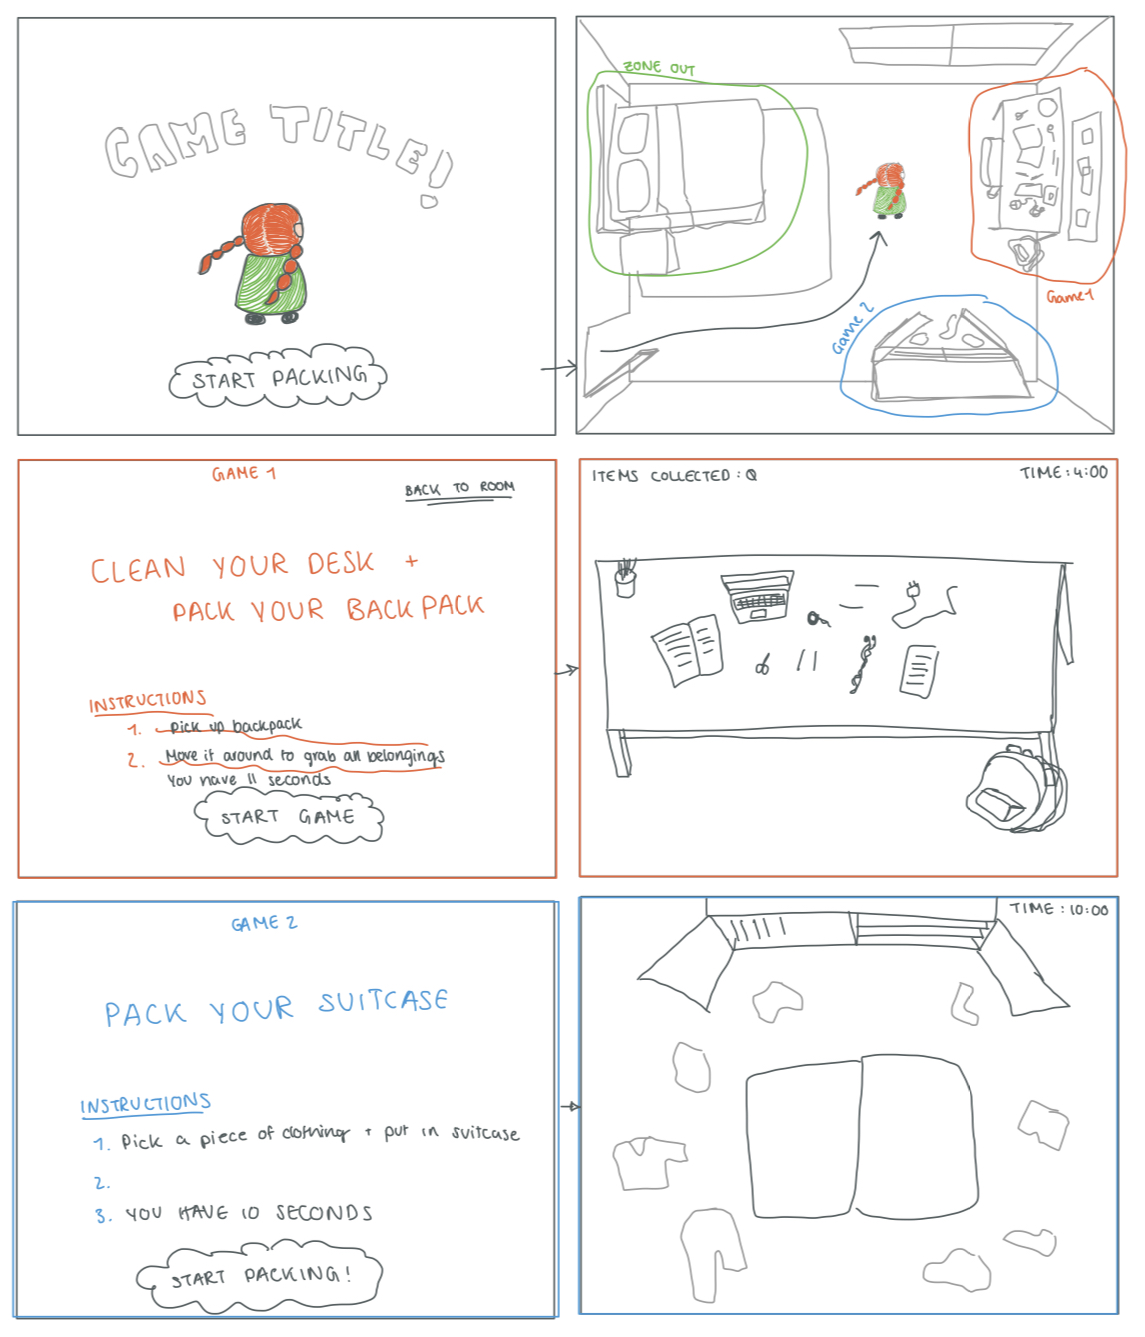 GAME TITLE!
START PACKING
ZONE OUT
Game 1
Game 2
GAME 1
BACK TO ROOM
CLEAN YOUR DESK +
PACK YOUR BACKPACK
INSTRUCTIONS
1. Pick up backpack
2. Move it around to grab all belongings
You have 11 seconds
START GAME
ITEMS COLLECTED: 0
TIME: 4:00
GAME 2
PACK YOUR SUITCASE
INSTRUCTIONS
1. Pick a piece of clothing + put in suitcase
2.
3. YOU HAVE 10 SECONDS
START PACKING!
TIME: 10:00